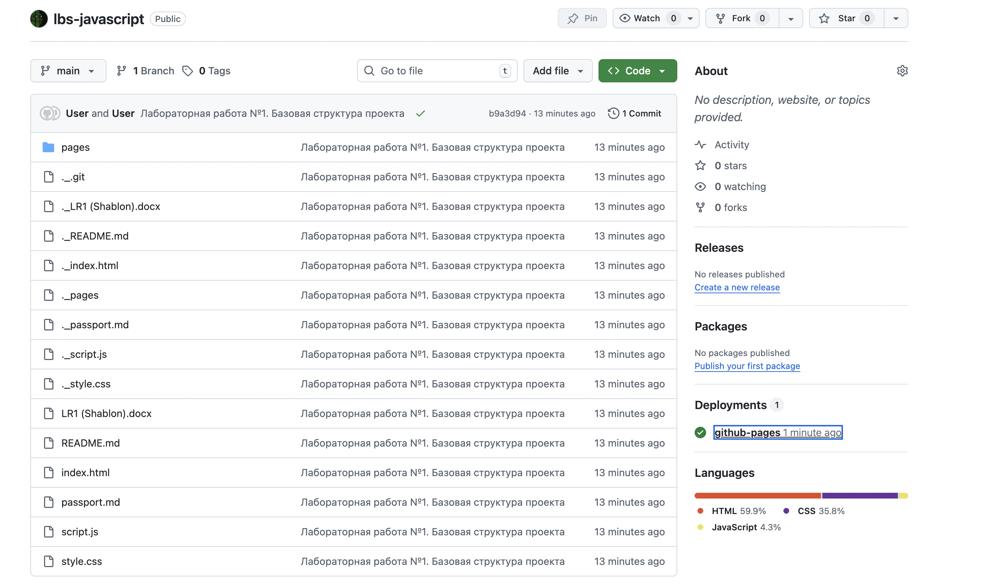 lbs-javascript Public
Pin Watch 0 Fork 0 Star 0
main 1 Branch 0 Tags Go to file t Add file Code
User and User Лабораторная работа №1. Базовая структура проекта b9a3d94 · 13 minutes ago 1 Commit
pages Лабораторная работа №1. Базовая структура проекта 13 minutes ago
._.git Лабораторная работа №1. Базовая структура проекта 13 minutes ago
._LR1 (Shablon).docx Лабораторная работа №1. Базовая структура проекта 13 minutes ago
._README.md Лабораторная работа №1. Базовая структура проекта 13 minutes ago
._index.html Лабораторная работа №1. Базовая структура проекта 13 minutes ago
._pages Лабораторная работа №1. Базовая структура проекта 13 minutes ago
._passport.md Лабораторная работа №1. Базовая структура проекта 13 minutes ago
._script.js Лабораторная работа №1. Базовая структура проекта 13 minutes ago
._style.css Лабораторная работа №1. Базовая структура проекта 13 minutes ago
LR1 (Shablon).docx Лабораторная работа №1. Базовая структура проекта 13 minutes ago
README.md Лабораторная работа №1. Базовая структура проекта 13 minutes ago
index.html Лабораторная работа №1. Базовая структура проекта 13 minutes ago
passport.md Лабораторная работа №1. Базовая структура проекта 13 minutes ago
script.js Лабораторная работа №1. Базовая структура проекта 13 minutes ago
style.css Лабораторная работа №1. Базовая структура проекта 13 minutes ago
About
No description, website, or topics
provided.
Activity
0 stars
0 watching
0 forks
Releases
No releases published
Create a new release
Packages
No packages published
Publish your first package
Deployments 1
github-pages 1 minute ago
Languages
HTML 59.9% CSS 35.8%
JavaScript 4.3%